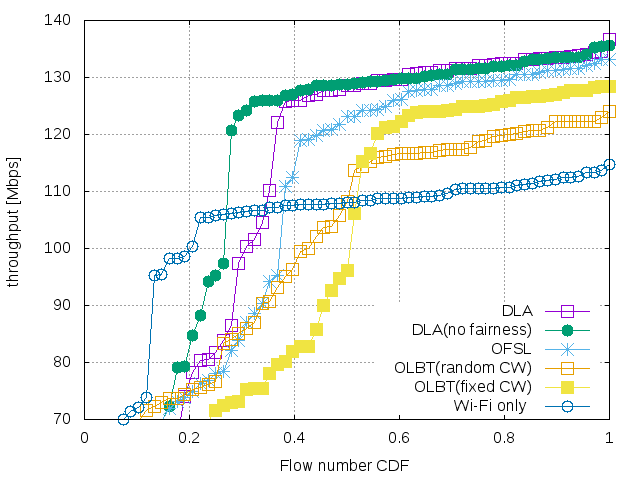 140
130
120
110
100
90
80
70
throughput [Mbps]
0
0.2
0.4
0.6
0.8
1
Flow number CDF
DLA
DLA(no fairness)
OFSL
OLBT(random CW)
OLBT(fixed CW)
Wi-Fi only